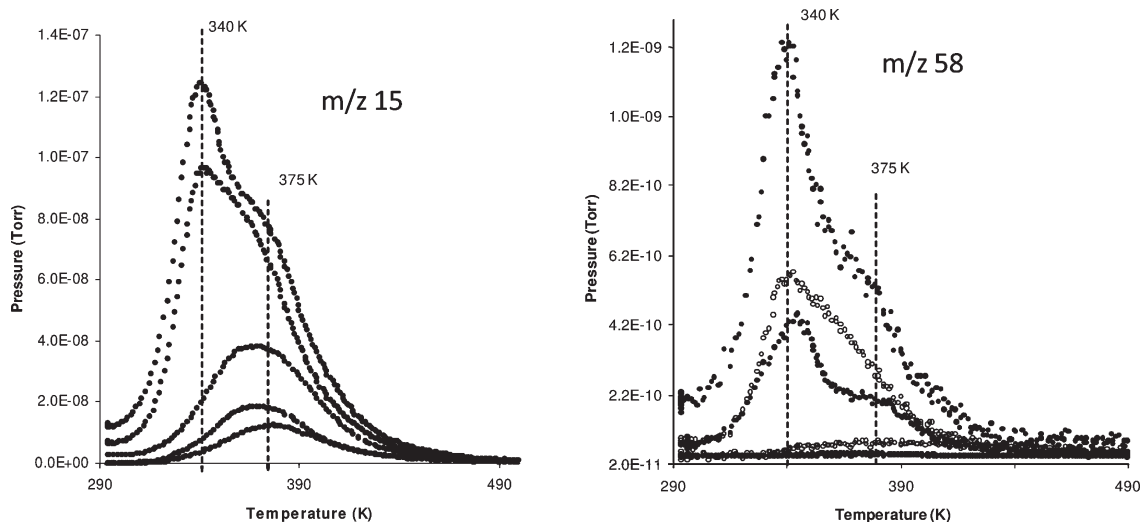 340 K
1.4E-07
1.2E-07
m/z 15
1.0E-07
375 K
8.0E-08
6.0E-08
4.0E-08
2.0E-08
0.0E+00
290
390
490
Pressure (Torr)
Temperature (K)
340 K
1.2E-09
m/z 58
1.0E-09
375 K
8.2E-10
6.2E-10
4.2E-10
2.2E-10
2.0E-11
290
390
490
Pressure (Torr)
Temperature (K)